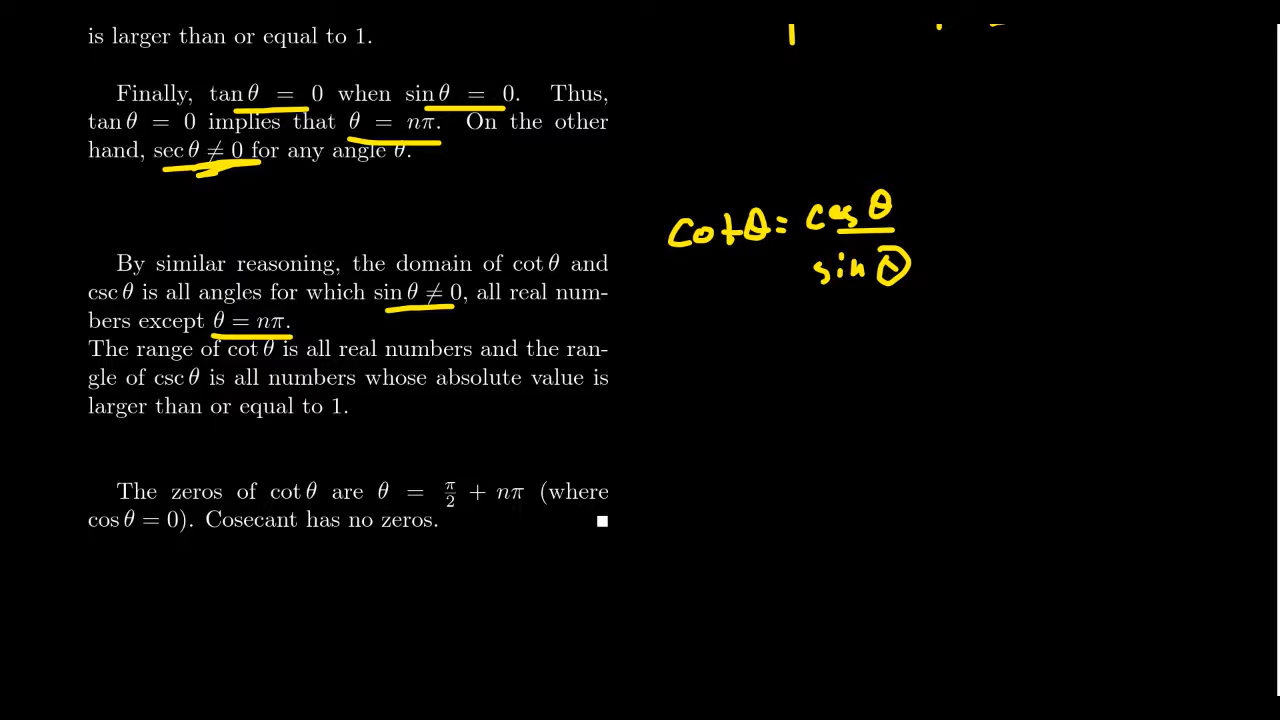 is larger than or equal to 1.
Finally, tan θ = 0 when sin θ = 0. Thus,
tan θ = 0 implies that θ = nπ. On the other
hand, sec θ ≠ 0 for any angle θ.
By similar reasoning, the domain of cot θ and
csc θ is all angles for which sin θ ≠ 0, all real num-
bers except θ = nπ.
The range of cot θ is all real numbers and the ran-
gle of csc θ is all numbers whose absolute value is
larger than or equal to 1.
The zeros of cot θ are θ = π/2 + nπ (where
cos θ = 0). Cosecant has no zeros.
cot θ = cos θ
sin θ